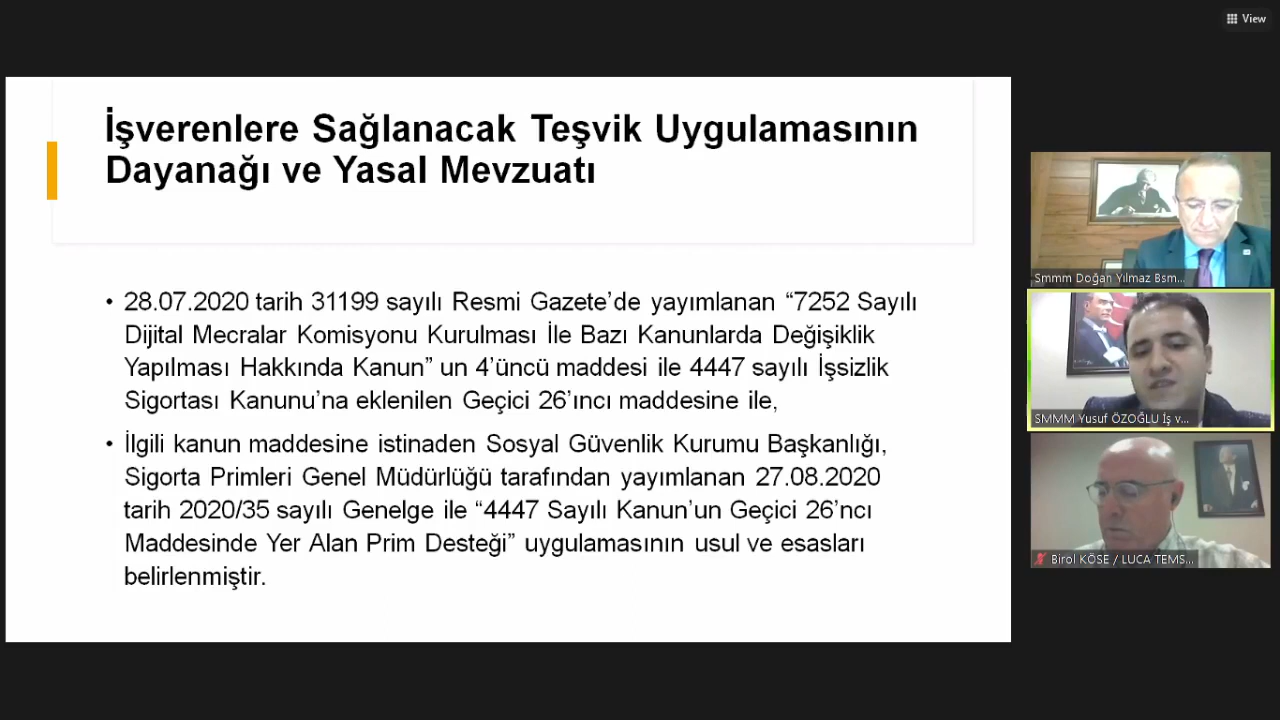 View
İşverenlere Sağlanacak Teşvik Uygulamasının
Dayanağı ve Yasal Mevzuatı
• 28.07.2020 tarih 31199 sayılı Resmi Gazete’de yayımlanan “7252 Sayılı
Dijital Mecralar Komisyonu Kurulması İle Bazı Kanunlarda Değişiklik
Yapılması Hakkında Kanun” un 4’üncü maddesi ile 4447 sayılı İşsizlik
Sigortası Kanunu’na eklenilen Geçici 26’ıncı maddesine ile,
• İlgili kanun maddesine istinaden Sosyal Güvenlik Kurumu Başkanlığı,
Sigorta Primleri Genel Müdürlüğü tarafından yayımlanan 27.08.2020
tarih 2020/35 sayılı Genelge ile “4447 Sayılı Kanun’un Geçici 26’ncı
Maddesinde Yer Alan Prim Desteği” uygulamasının usul ve esasları
belirlenmiştir.
Smmm Doğan Yılmaz Bsm...
SMMM Yusuf ÖZOĞLU İş v...
Birol KÖSE / LUCA TEMS...